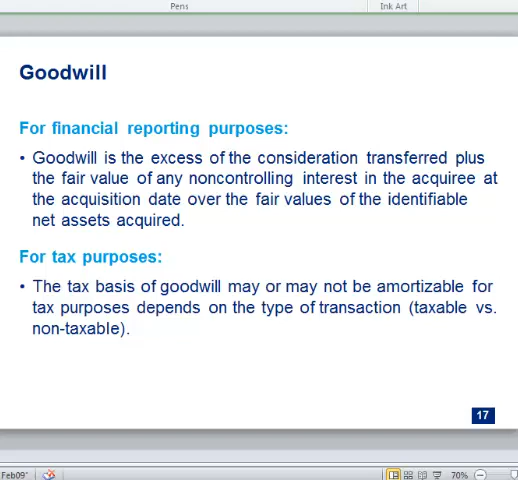 Pens Ink Art
Goodwill
For financial reporting purposes:
• Goodwill is the excess of the consideration transferred plus
the fair value of any noncontrolling interest in the acquiree at
the acquisition date over the fair values of the identifiable
net assets acquired.
For tax purposes:
• The tax basis of goodwill may or may not be amortizable for
tax purposes depends on the type of transaction (taxable vs.
non-taxable).
17
Feb09" 70%